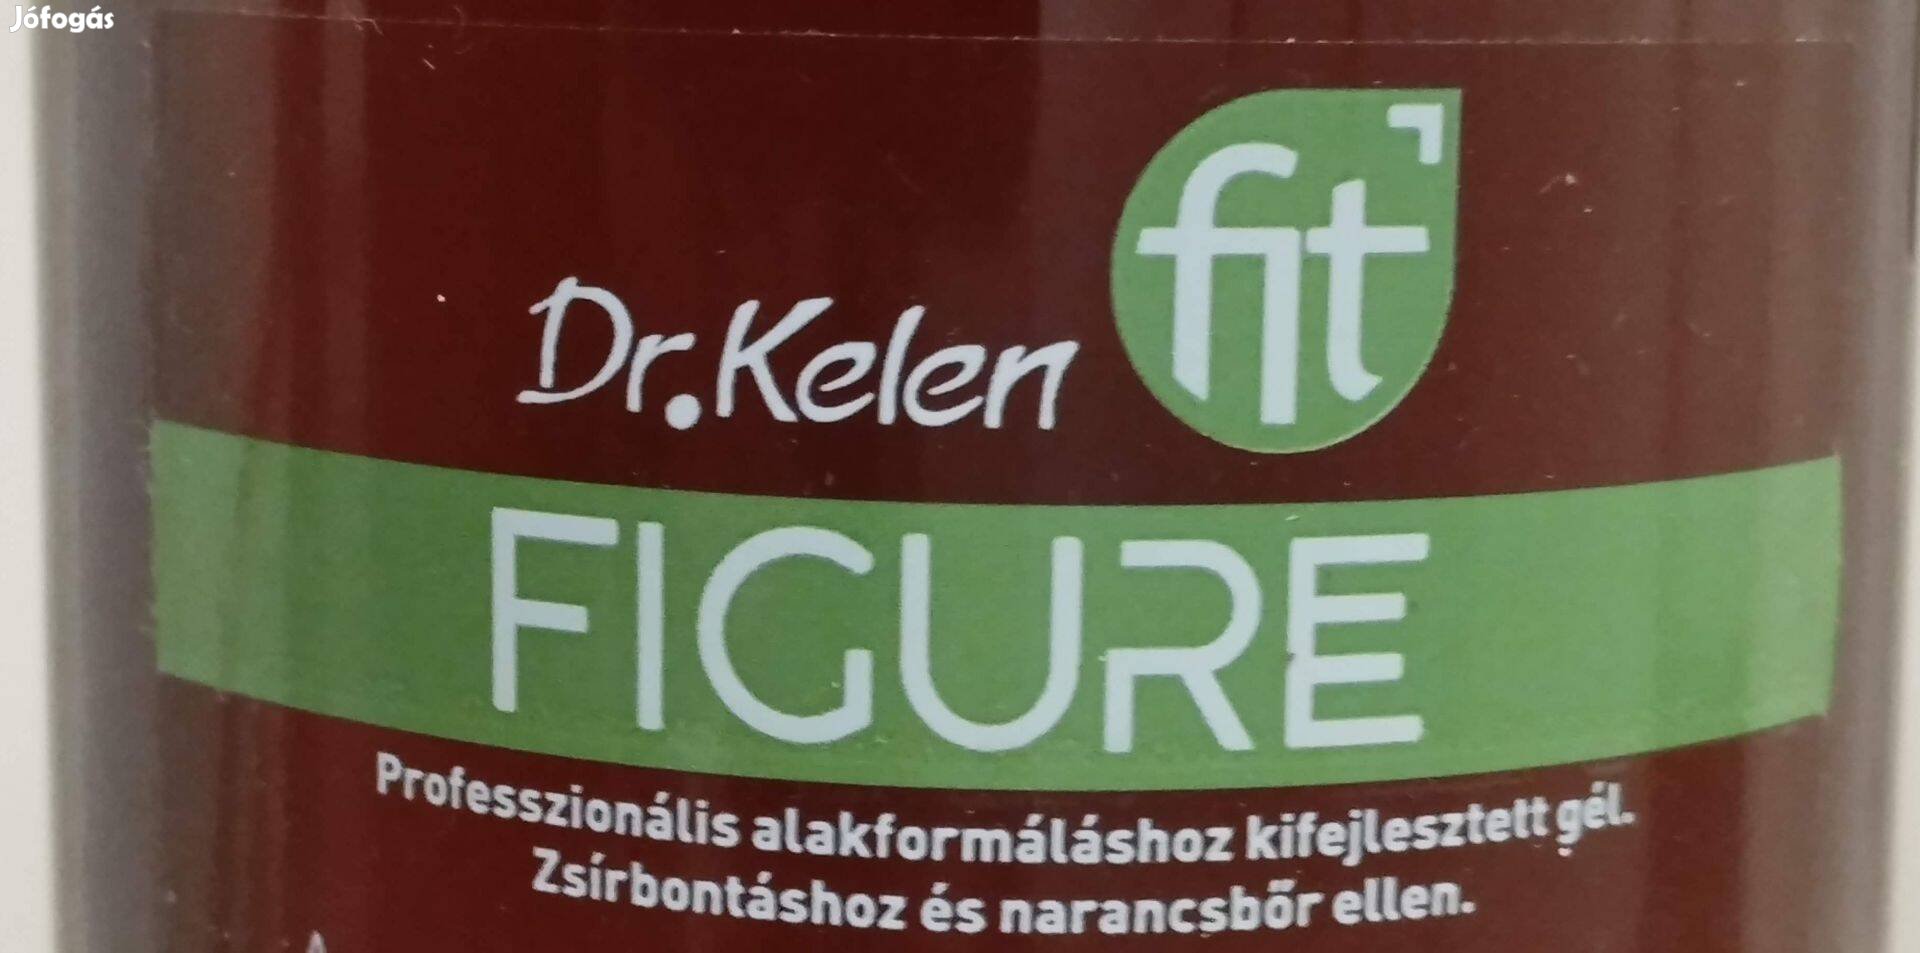 Jófogás
Dr.Kelen fit
FIGURE
Professzionális alakformáláshoz kifejlesztett gél.
Zsírbontáshoz és narancsbőr ellen.